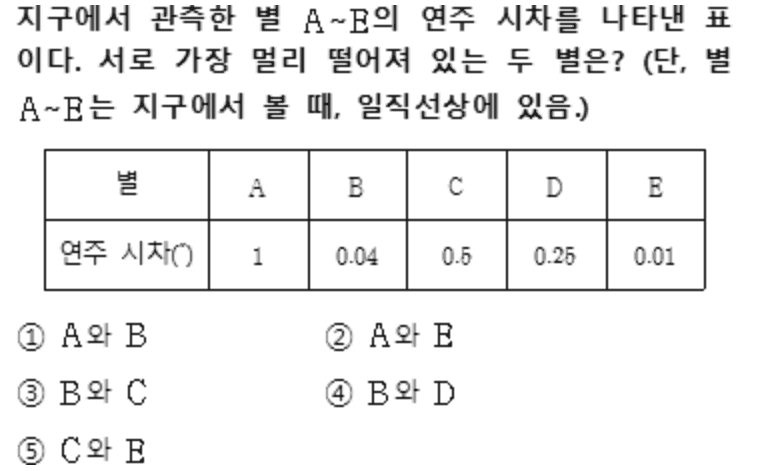 지구에서 관측한 별 A~E의 연주 시차를 나타낸 표
이다. 서로 가장 멀리 떨어져 있는 두 별은? (단, 별
A~E는 지구에서 볼 때, 일직선상에 있음.)
별 A B C D E
연주 시차(″) 1 0.04 0.5 0.25 0.01
① A와 B ② A와 E
③ B와 C ④ B와 D
⑤ C와 E